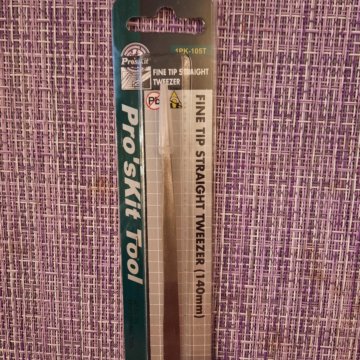 1PK-105T
Pro'sKit
FINE TIP STRAIGHT
TWEEZER
Pb
FINE TIP STRAIGHT TWEEZER (140mm)
Pro'sKit Tool